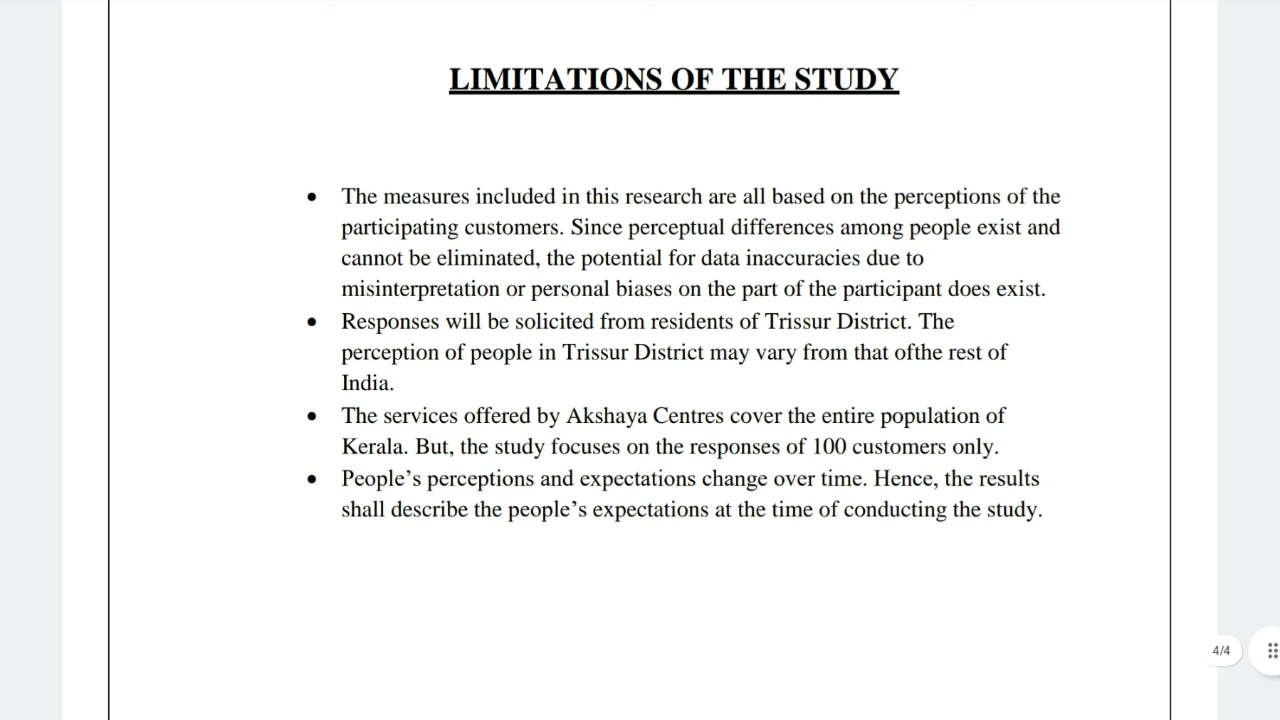 LIMITATIONS OF THE STUDY
• The measures included in this research are all based on the perceptions of the
participating customers. Since perceptual differences among people exist and
cannot be eliminated, the potential for data inaccuracies due to
misinterpretation or personal biases on the part of the participant does exist.
• Responses will be solicited from residents of Trissur District. The
perception of people in Trissur District may vary from that ofthe rest of
India.
• The services offered by Akshaya Centres cover the entire population of
Kerala. But, the study focuses on the responses of 100 customers only.
• People’s perceptions and expectations change over time. Hence, the results
shall describe the people’s expectations at the time of conducting the study.
4/4